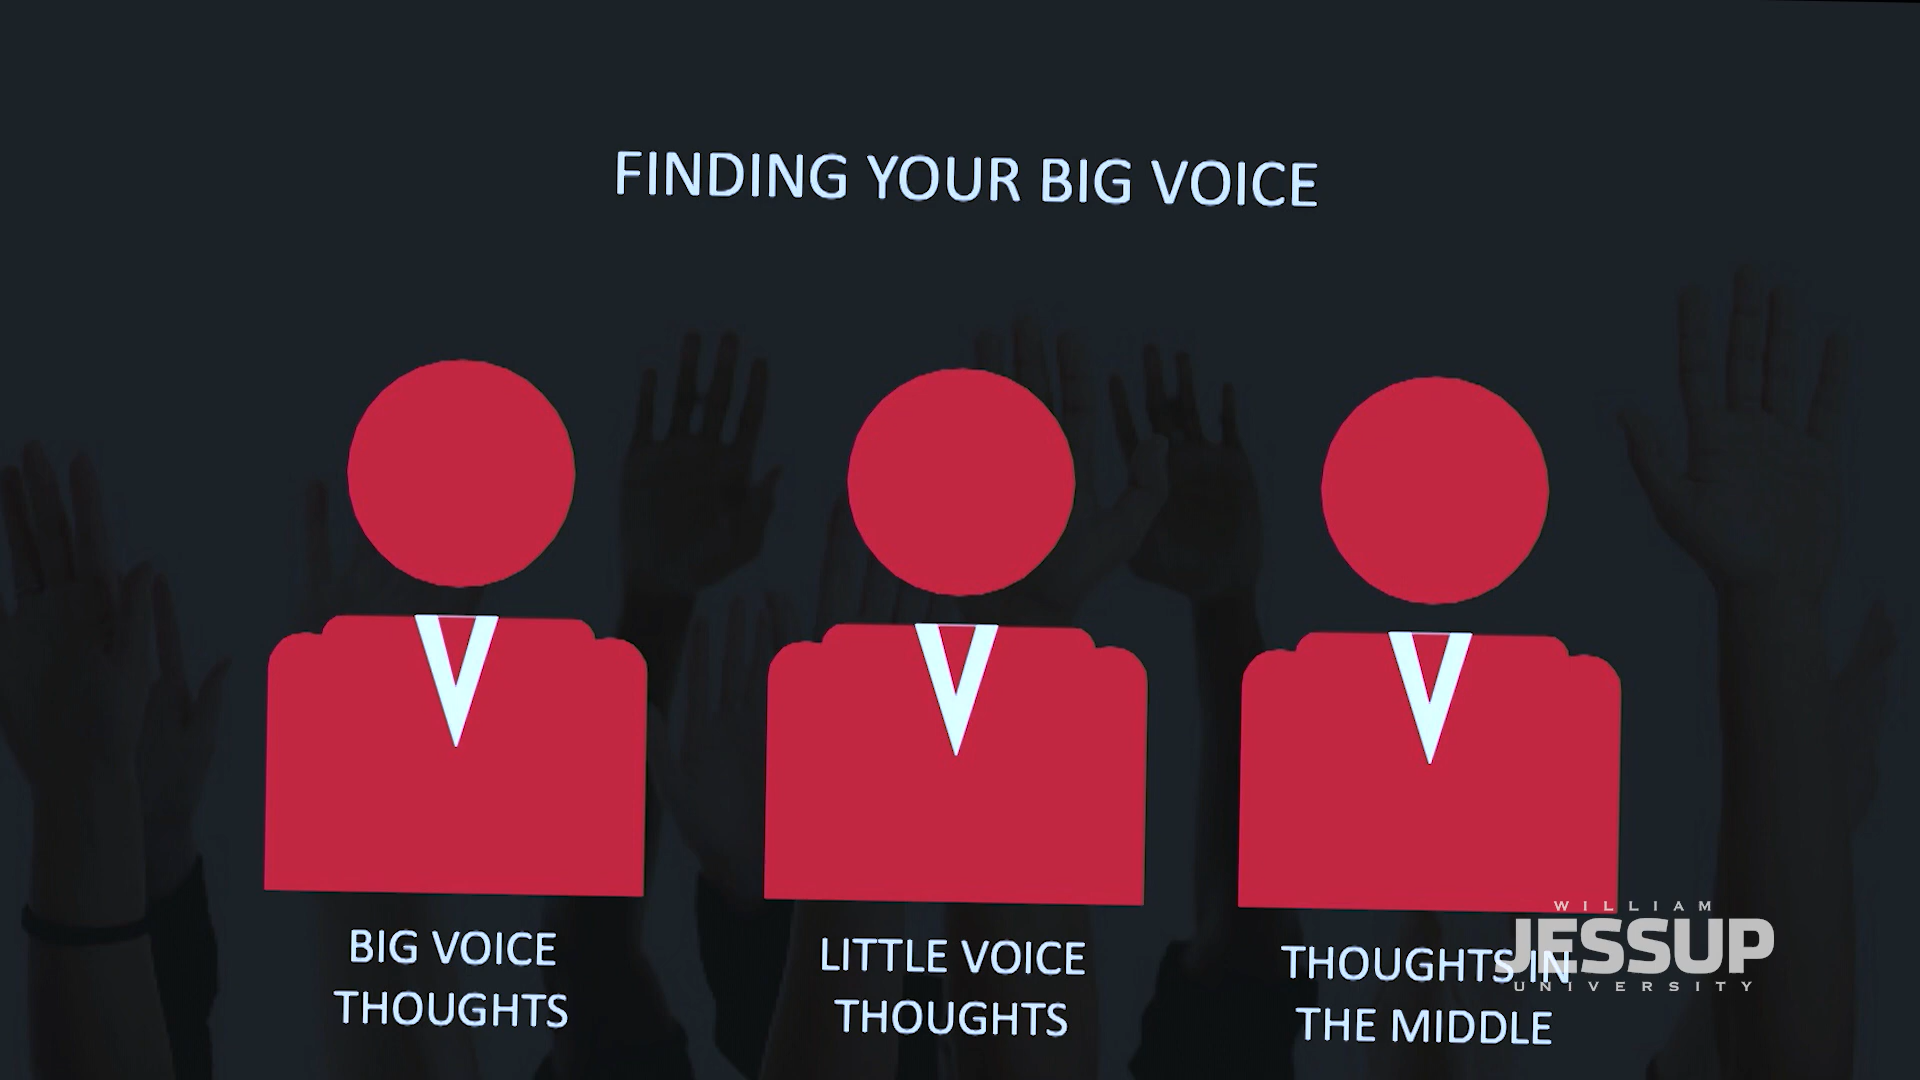 FINDING YOUR BIG VOICE
BIG VOICE
THOUGHTS
LITTLE VOICE
THOUGHTS
THOUGHTS IN
THE MIDDLE
WILLIAM
JESSUP
UNIVERSITY